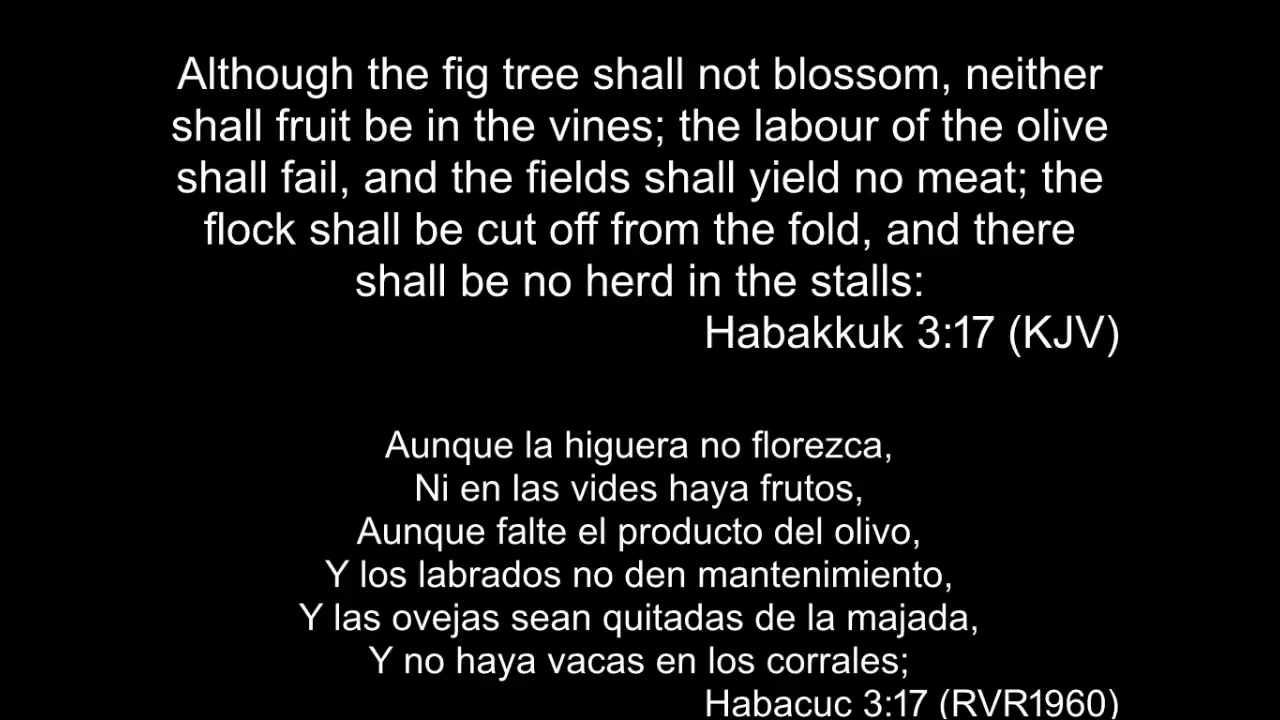 Although the fig tree shall not blossom, neither
shall fruit be in the vines; the labour of the olive
shall fail, and the fields shall yield no meat; the
flock shall be cut off from the fold, and there
shall be no herd in the stalls:
Habakkuk 3:17 (KJV)
Aunque la higuera no florezca,
Ni en las vides haya frutos,
Aunque falte el producto del olivo,
Y los labrados no den mantenimiento,
Y las ovejas sean quitadas de la majada,
Y no haya vacas en los corrales;
Habacuc 3:17 (RVR1960)